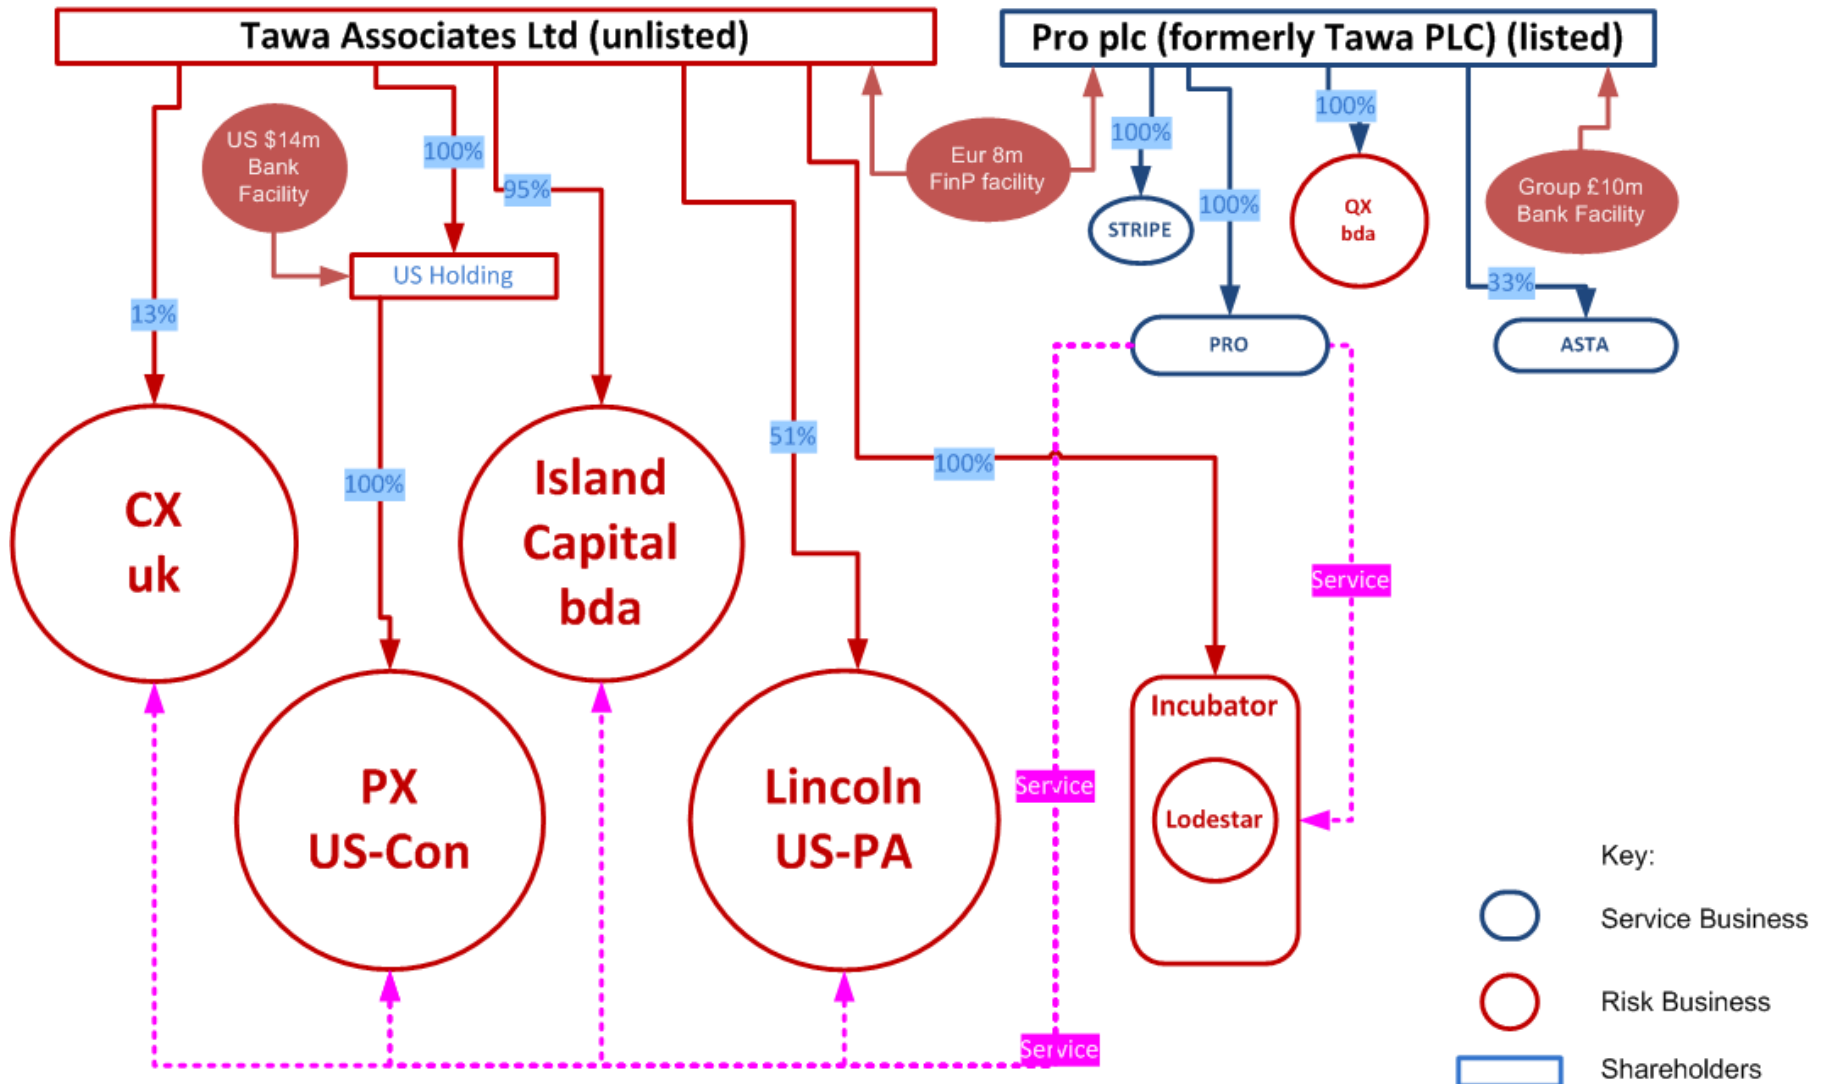 Tawa Associates Ltd (unlisted)
Pro plc (formerly Tawa PLC) (listed)
US $14m
Bank
Facility
100%
95%
Eur 8m
FinP facility
100%
100%
100%
QX
bda
Group £10m
Bank Facility
STRIPE
US Holding
33%
13%
PRO
ASTA
51%
100%
100%
CX
uk
Island
Capital
bda
Service
PX
US-Con
Lincoln
US-PA
Service
Incubator
Lodestar
Service
Key:
Service Business
Risk Business
Shareholders